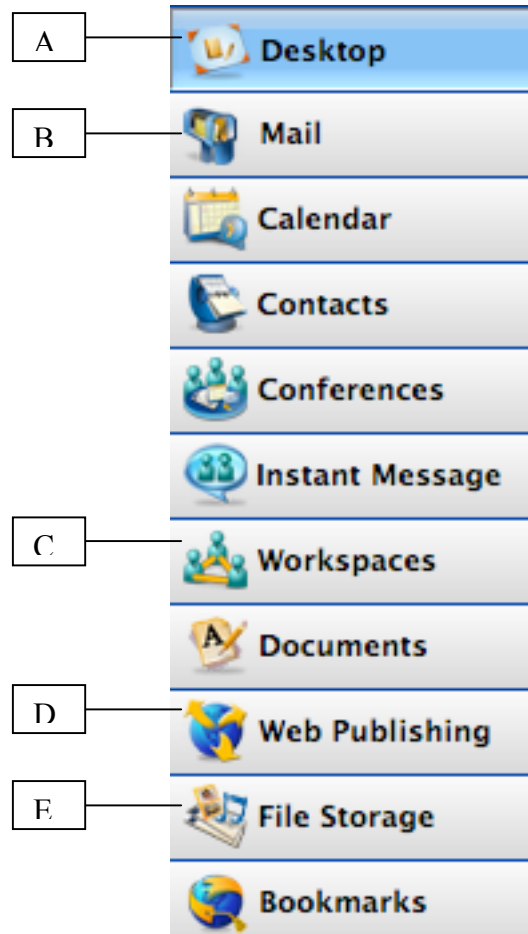 A Desktop
B Mail
Calendar
Contacts
Conferences
Instant Message
C Workspaces
A Documents
D Web Publishing
E File Storage
Bookmarks